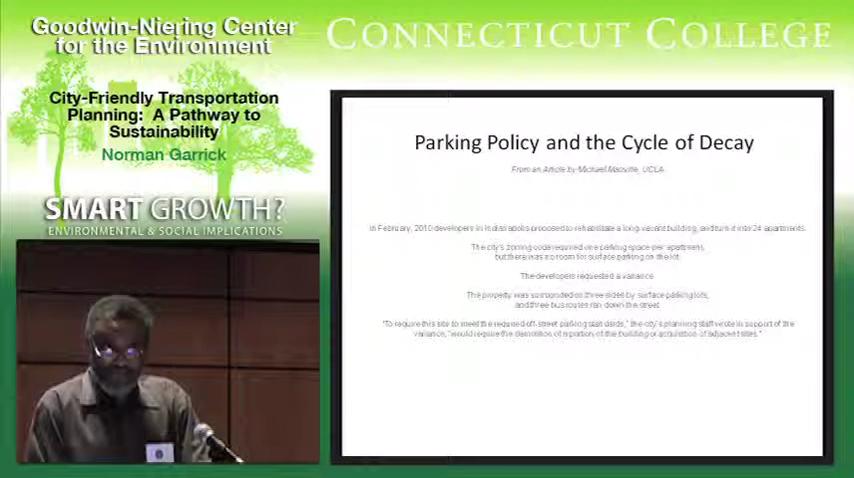 Goodwin-Niering Center
for the Environment
CONNECTICUT COLLEGE
City-Friendly Transportation
Planning: A Pathway to
Sustainability
Norman Garrick
SMART GROWTH?
ENVIRONMENTAL & SOCIAL IMPLICATIONS
Parking Policy and the Cycle of Decay
From an Article by Michael Manville, UCLA
In February, 2010 developers in Indianapolis proposed to rehabilitate a long-vacant building, and turn it into 24 apartments.
The city's zoning code required one parking space per apartment,
but there was no room for surface parking on the lot.
The developers requested a variance
The property was surrounded on three sides by surface parking lots,
and three bus routes ran down the street
"To require this site to meet the required off-street parking standards," the city's planning staff wrote in support of the
variance, "would require the demolition of a portion of the building or acquisition of adjacent sites."